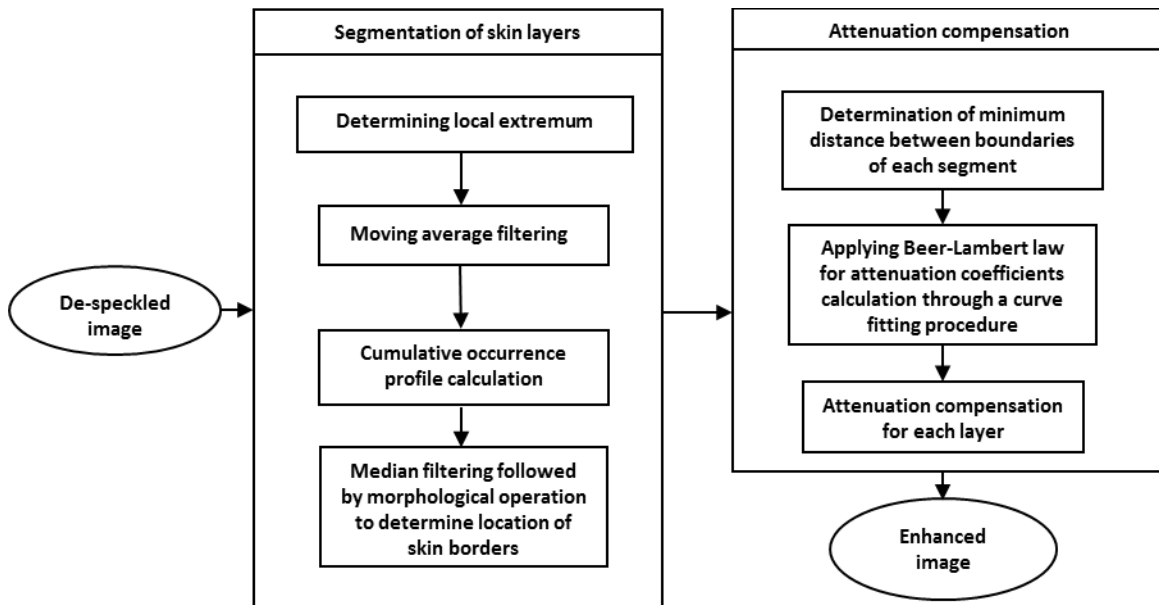 De-speckled
image
Segmentation of skin layers
Determining local extremum
Moving average filtering
Cumulative occurrence
profile calculation
Median filtering followed
by morphological operation
to determine location of
skin borders
Attenuation compensation
Determination of minimum
distance between boundaries
of each segment
Applying Beer-Lambert law
for attenuation coefficients
calculation through a curve
fitting procedure
Attenuation compensation
for each layer
Enhanced
image